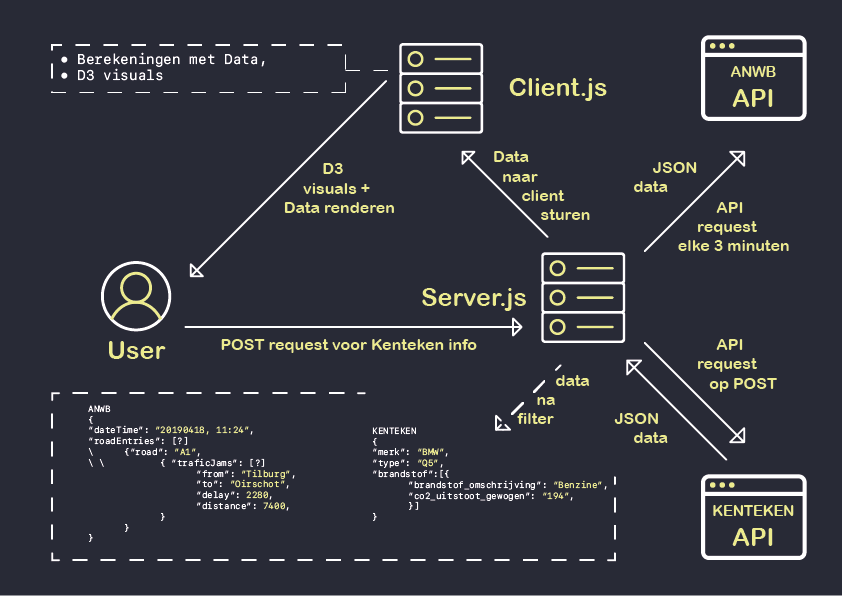 • Berekeningen met Data,
• D3 visuals
Client.js
ANWB
API
D3
visuals +
Data renderen
Data
naar
client
sturen
JSON
data
API
request
elke 3 minuten
User
Server.js
POST request voor Kenteken info
API
request
op POST
JSON
data
data
na
filter
ANWB
{
"dateTime": "20190418, 11:24",
"roadEntries": [?]
\ {"road": "A1",
\ \ { "traficJams": [?]
"from": "Tilburg",
"to": "Oirschot",
"delay": 2280,
"distance": 7400,
}
}
}
KENTEKEN
{
"merk": "BMW",
"type": "Q5",
"brandstof":[{
"brandstof_omschrijving": "Benzine",
"co2_uitstoot_gewogen": "194",
}]
}
KENTEKEN
API